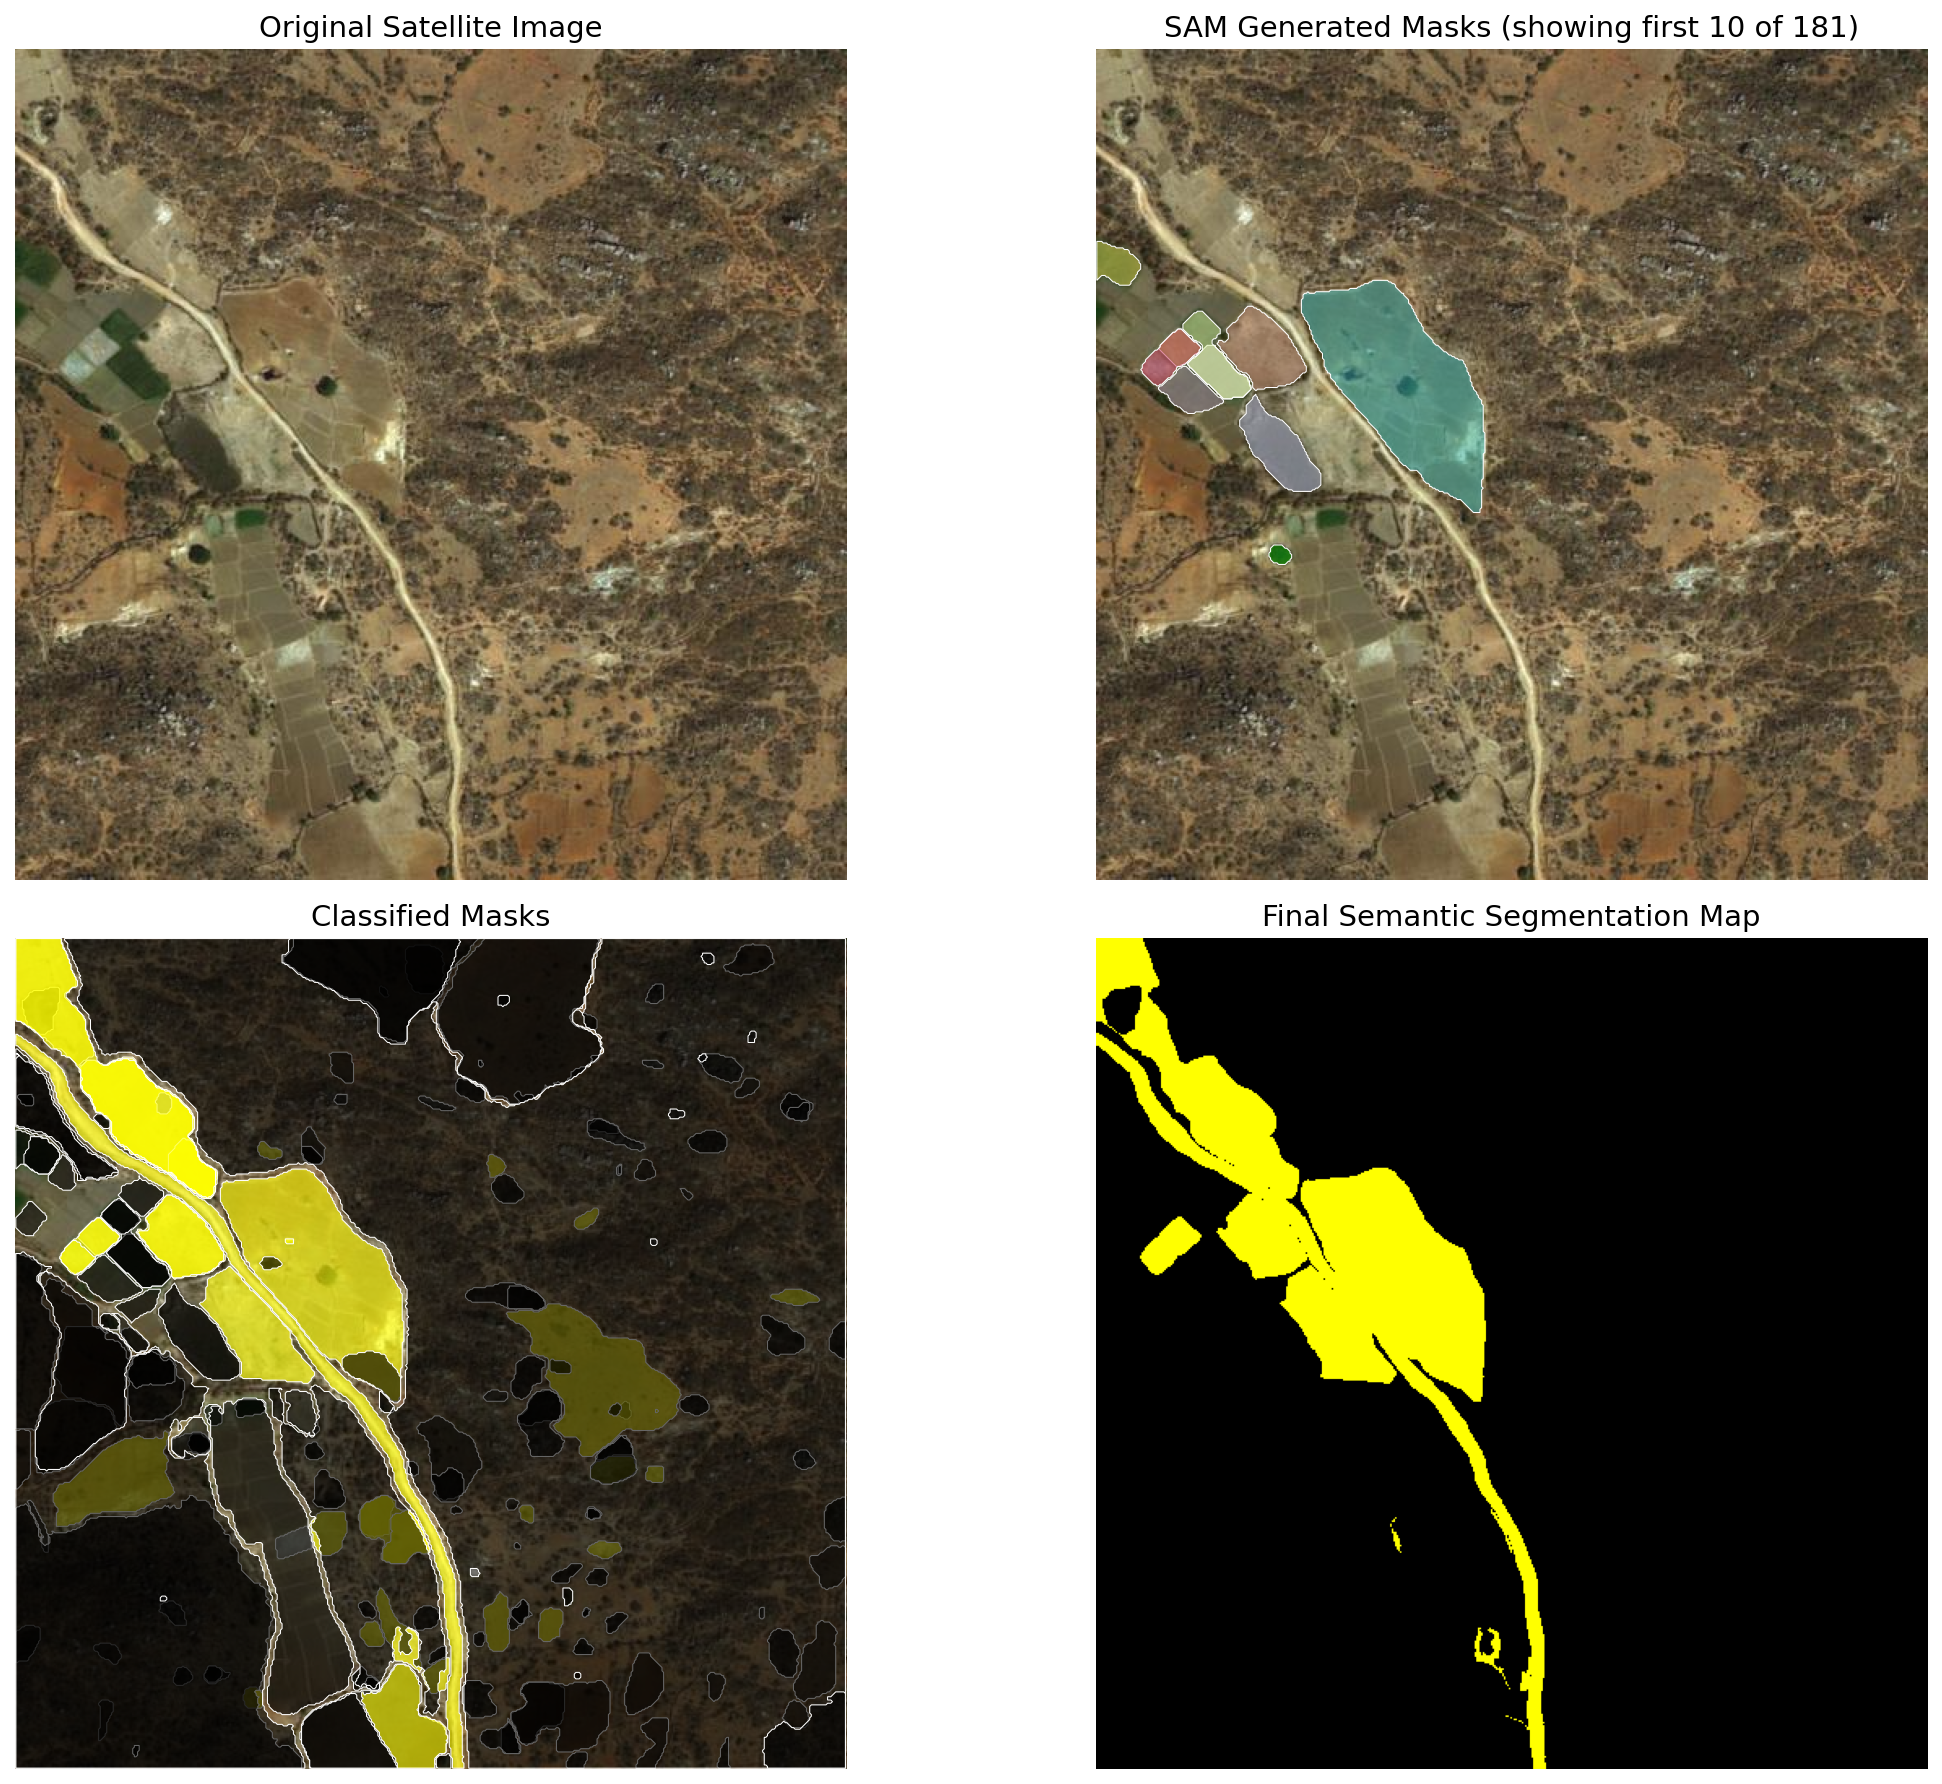 Original Satellite Image
SAM Generated Masks (showing first 10 of 181)
Classified Masks
Final Semantic Segmentation Map